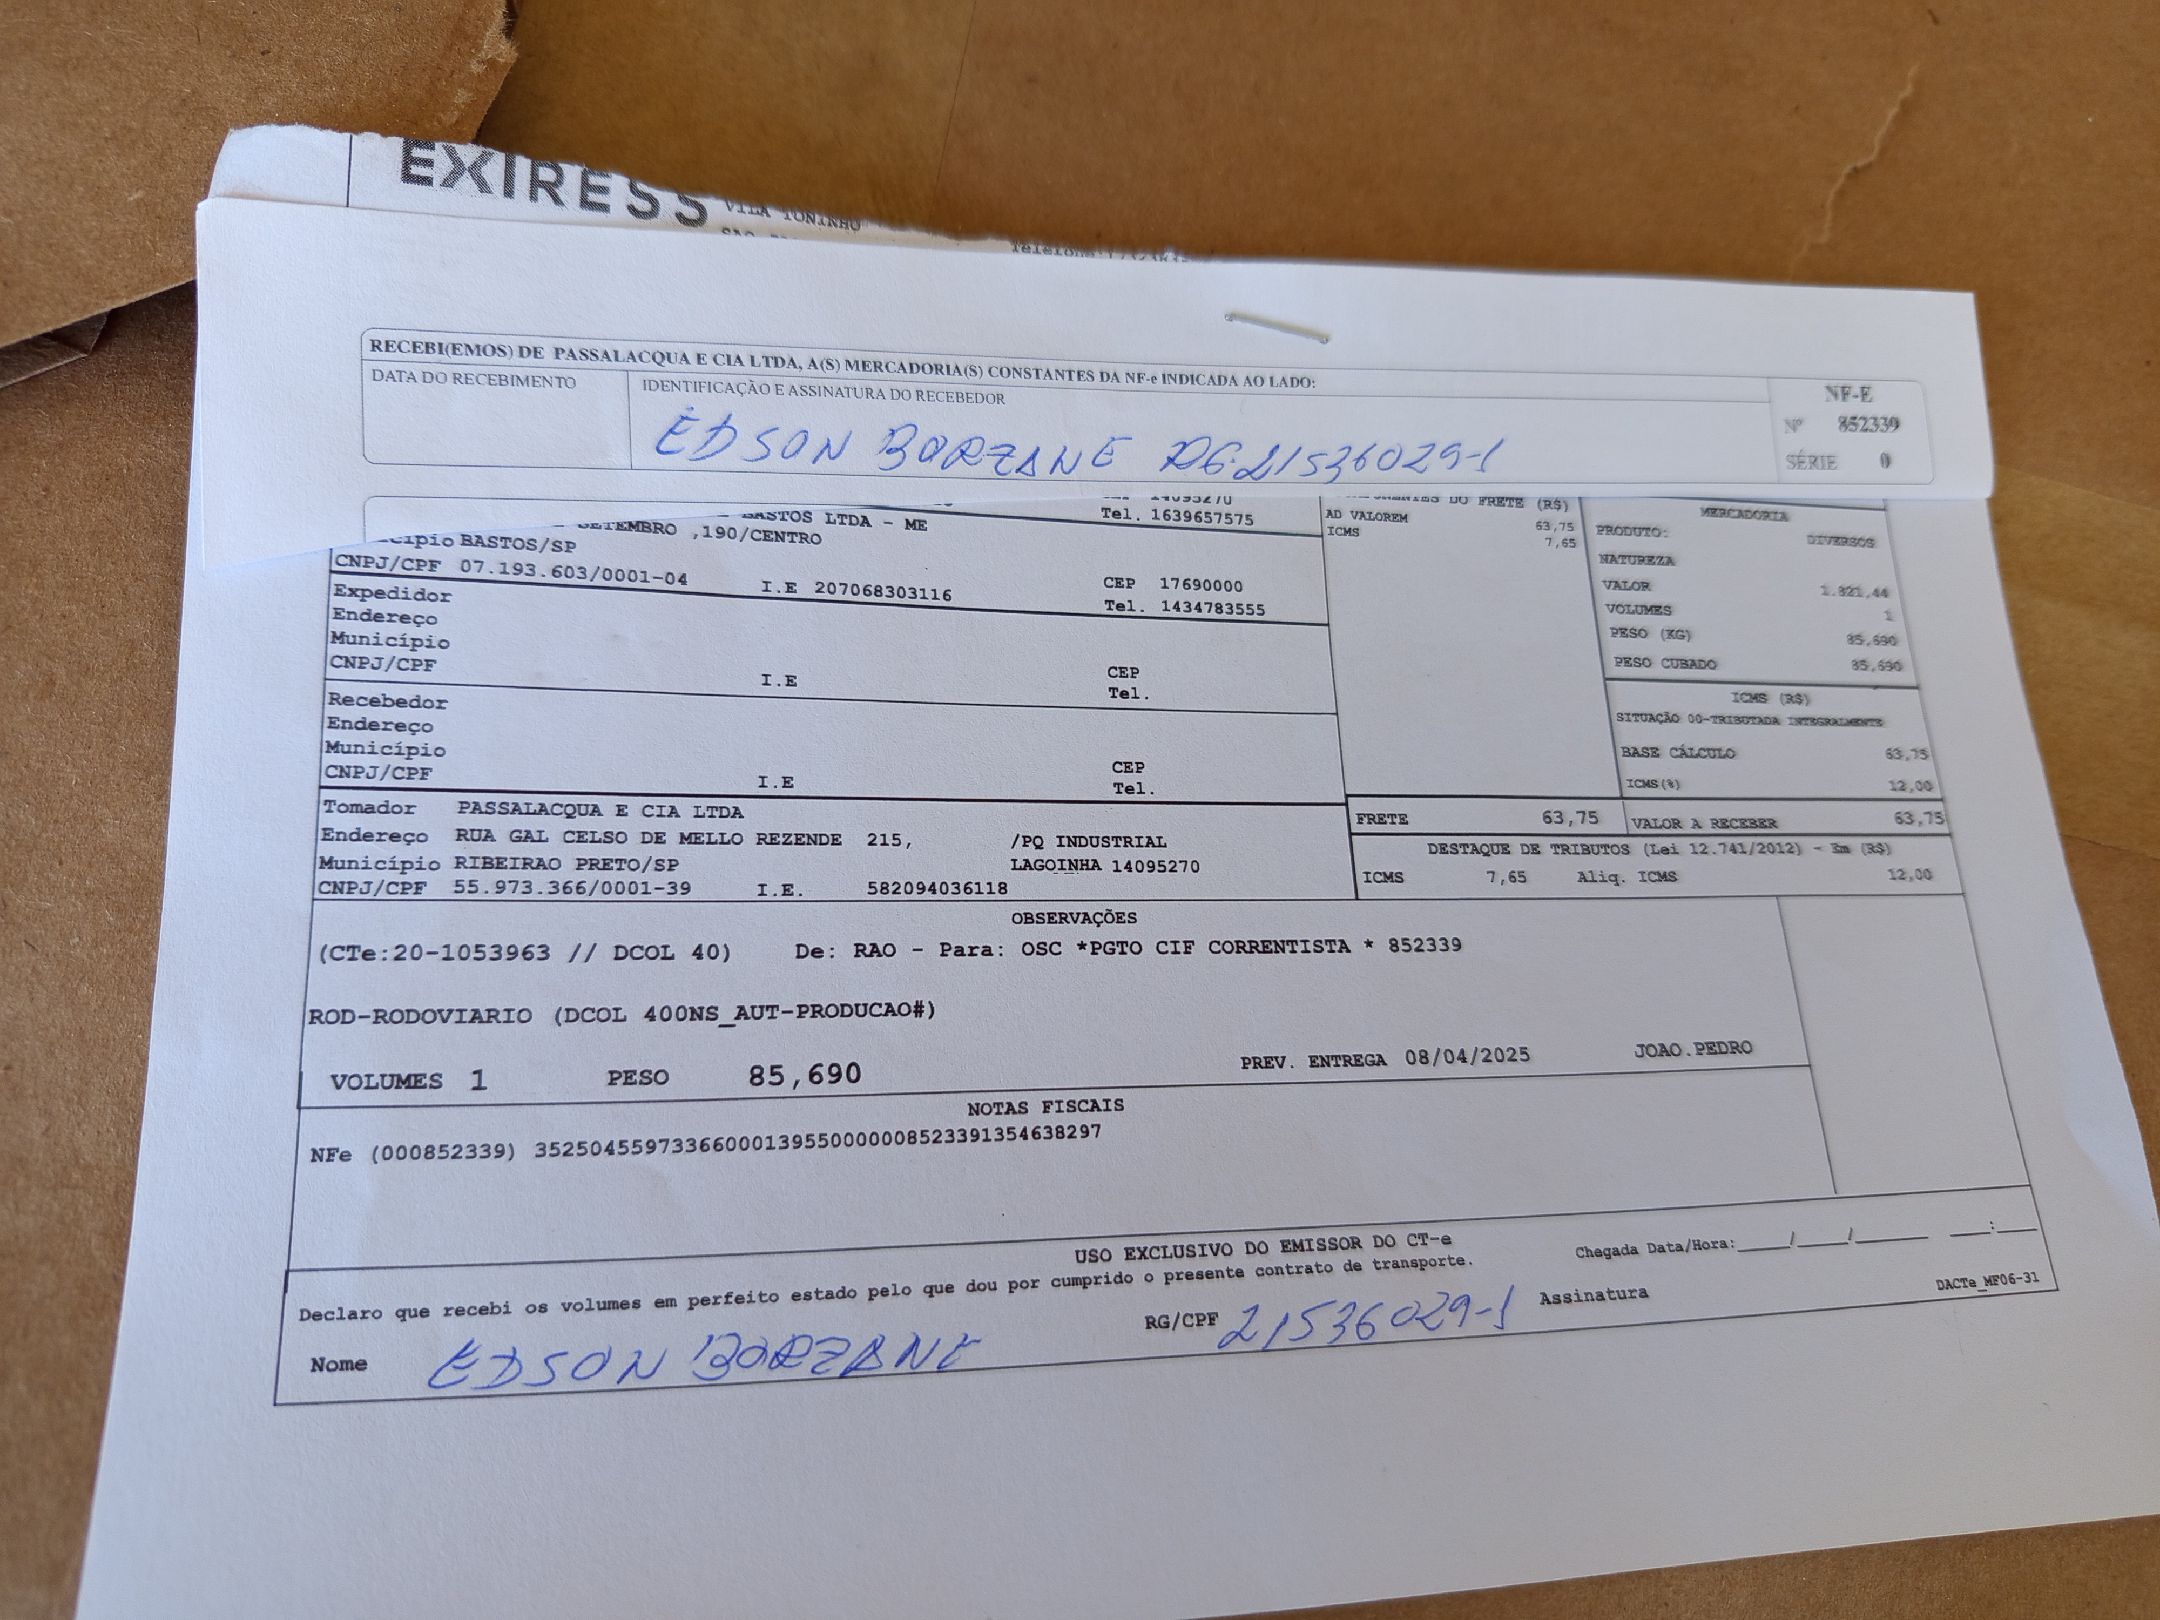 EXPRESS
VILA TONINHO
RECEBI(EMOS) DE PASSALACQUA E CIA LTDA, A(S) MERCADORIA(S) CONSTANTES DA NF-e INDICADA AO LADO:
DATA DO RECEBIMENTO
IDENTIFICAÇÃO E ASSINATURA DO RECEBEDOR
EDSON BORZANE RG.21536029-1
NF-E
Nº 852339
SÉRIE 0
14095270
Tel. 1639657575
BASTOS LTDA - ME
SETEMBRO ,190/CENTRO
BASTOS/SP
CNPJ/CPF 07.193.603/0001-04 I.E 207068303116
CEP 17690000
Tel. 1434783555
Expedidor
Endereço
Município
CNPJ/CPF
I.E
CEP
Tel.
Recebedor
Endereço
Município
CNPJ/CPF
I.E
CEP
Tel.
Tomador PASSALACQUA E CIA LTDA
Endereço RUA GAL CELSO DE MELLO REZENDE 215, /PQ INDUSTRIAL
Município RIBEIRAO PRETO/SP LAGOINHA 14095270
CNPJ/CPF 55.973.366/0001-39 I.E. 582094036118
DO FRETE (R$)
AD VALOREM 63,75
ICMS 7,65
MERCADORIA
PRODUTO: DIVERSOS
NATUREZA
VALOR 1.821,44
VOLUMES 1
PESO (KG) 85,690
PESO CUBADO 85,690
ICMS (R$)
SITUAÇÃO 00-TRIBUTADA INTEGRALMENTE
BASE CÁLCULO 63,75
ICMS(%) 12,00
FRETE 63,75 VALOR A RECEBER 63,75
DESTAQUE DE TRIBUTOS (Lei 12.741/2012) - Em (R$)
ICMS 7,65 Aliq. ICMS 12,00
OBSERVAÇÕES
(CTe:20-1053963 // DCOL 40) De: RAO - Para: OSC *PGTO CIF CORRENTISTA * 852339
ROD-RODOVIARIO (DCOL 400NS_AUT-PRODUCAO#)
VOLUMES 1 PESO 85,690 PREV. ENTREGA 08/04/2025 JOAO.PEDRO
NOTAS FISCAIS
NFe (000852339) 35250455973366000139550000008523391354638297
USO EXCLUSIVO DO EMISSOR DO CT-e
Declaro que recebi os volumes em perfeito estado pelo que dou por cumprido o presente contrato de transporte.
Chegada Data/Hora:_____/_____/_______ ____:____
Nome EDSON BORZANE RG/CPF 21536029-1 Assinatura
DACTe_MF06-31